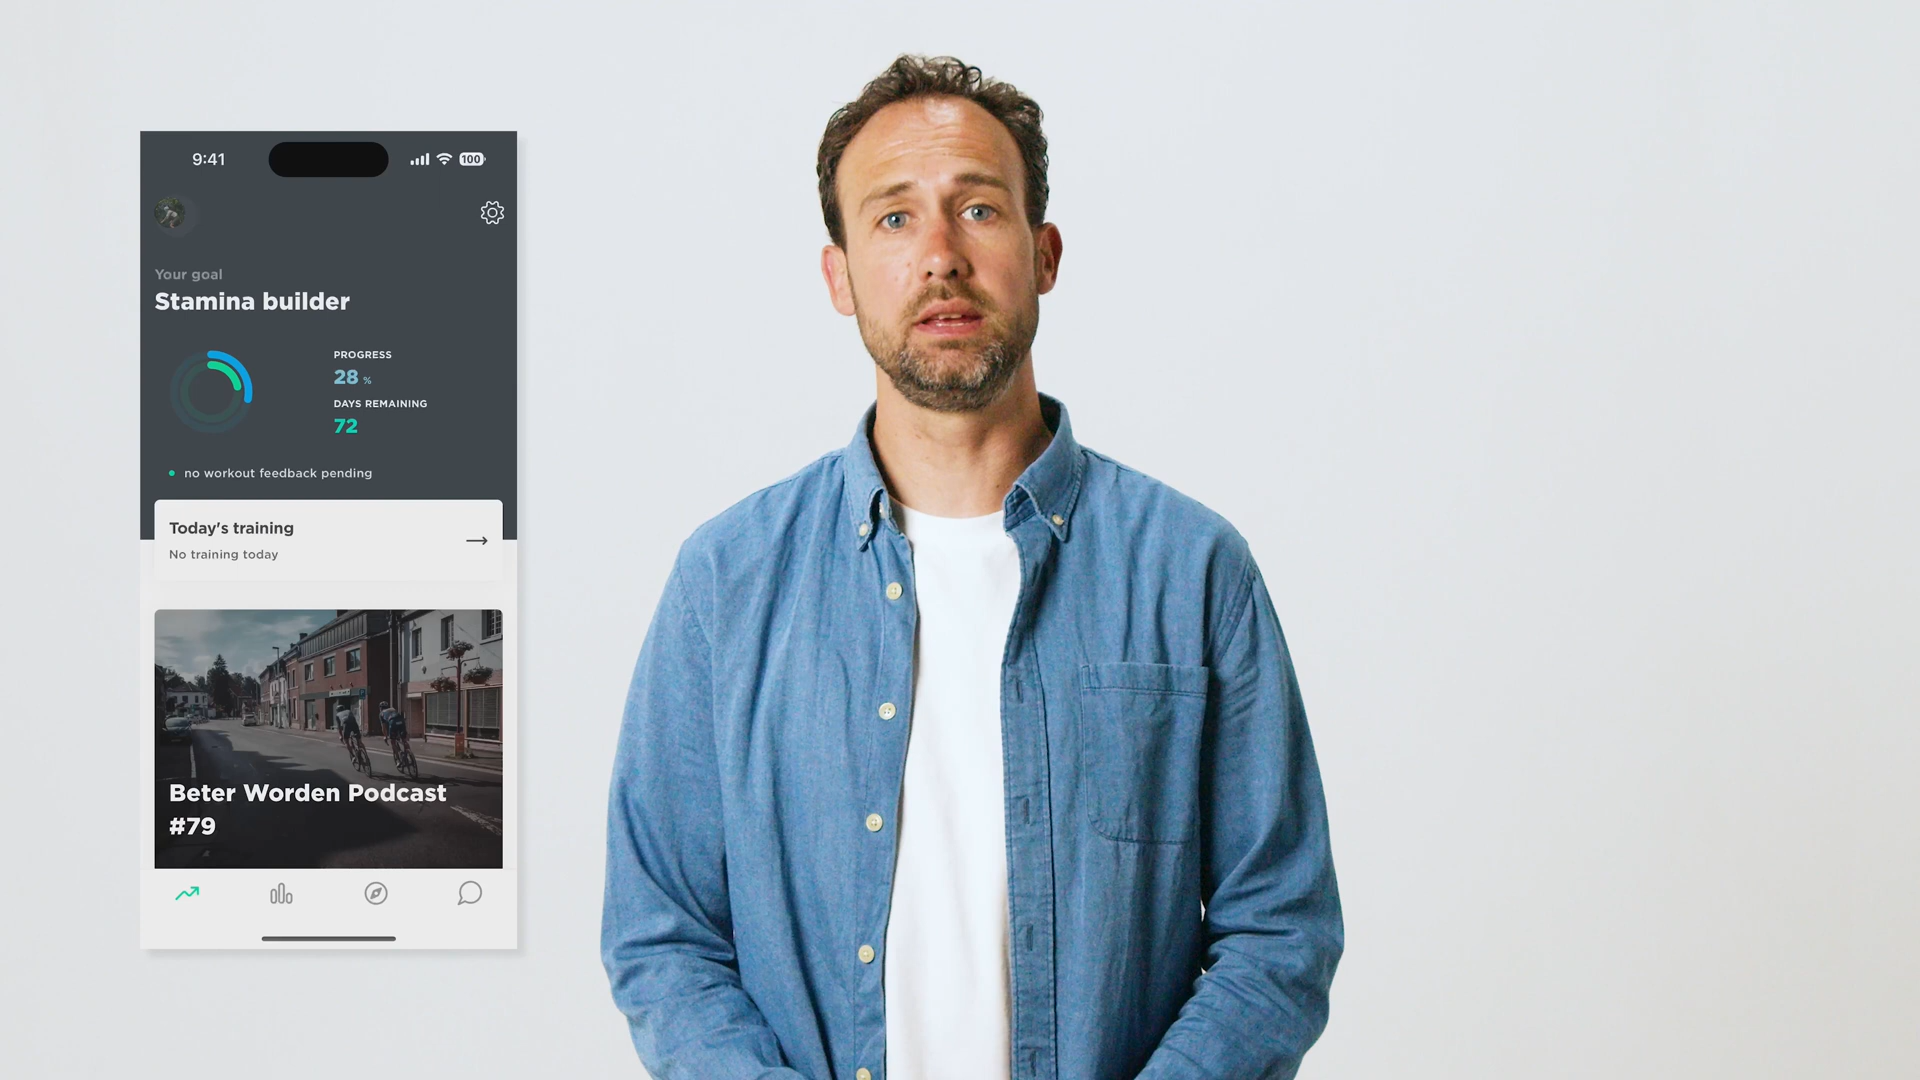 9:41
100
Your goal
Stamina builder
PROGRESS
28 %
DAYS REMAINING
72
no workout feedback pending
Today's training
No training today
Beter Worden Podcast
#79